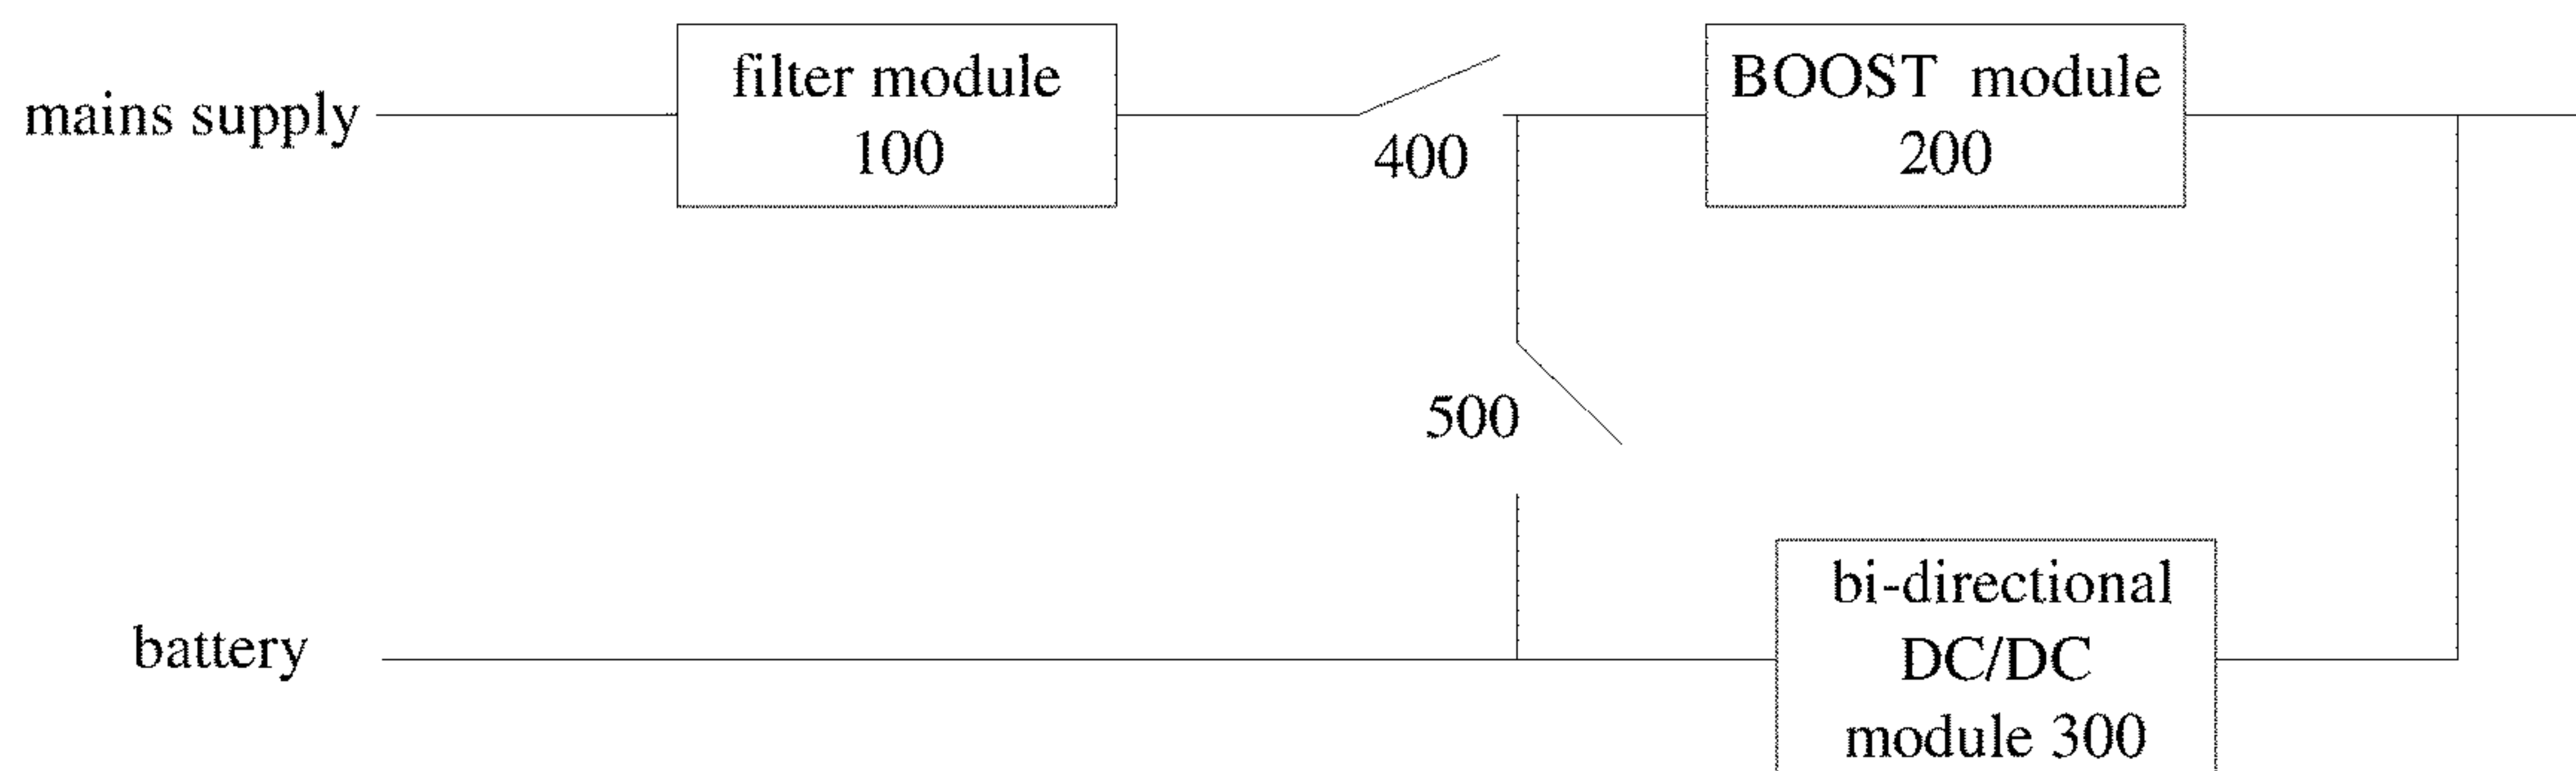 mains supply
filter module
100
400
BOOST module
200
500
battery
bi-directional
DC/DC
module 300